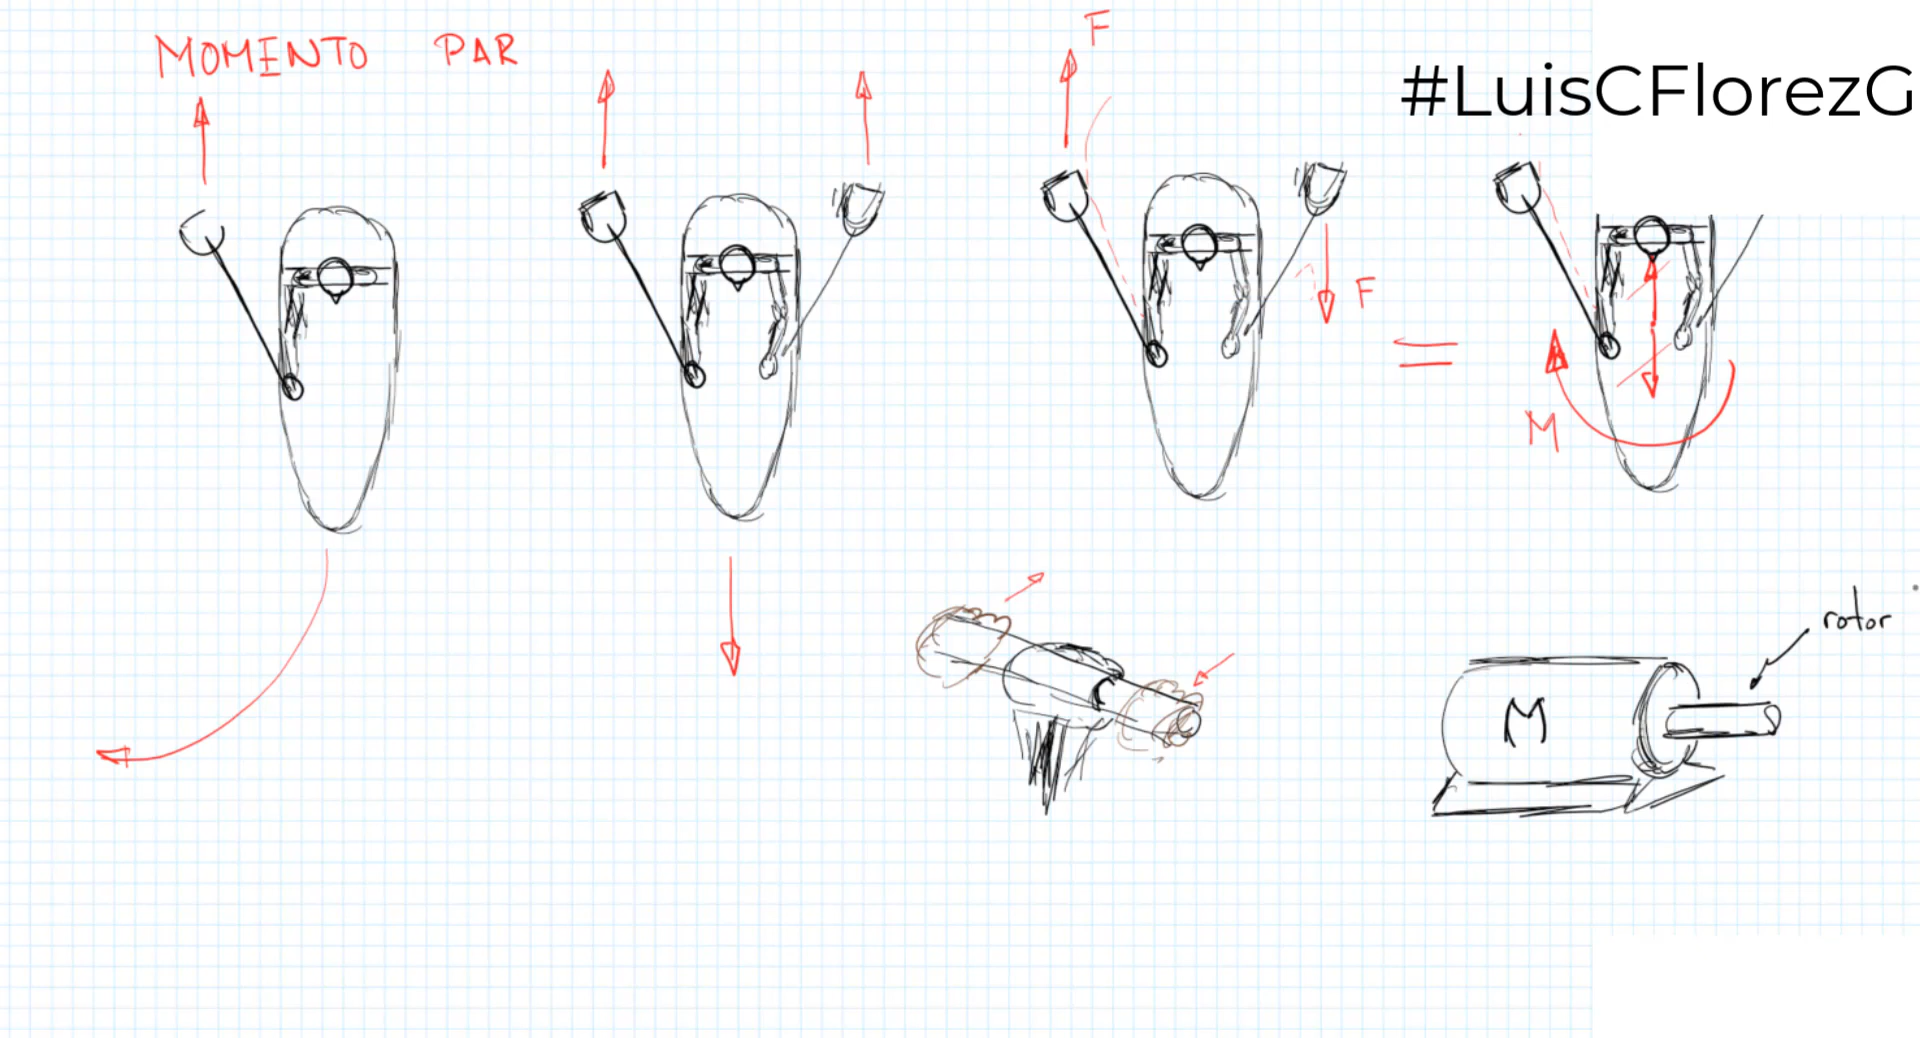 MOMENTO PAR
F
#LuisCFlorezG
F
=
M
rotor
M